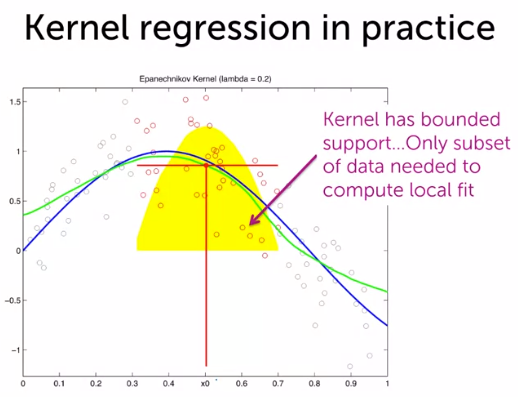 Kernel regression in practice
Epanechnikov Kernel (lambda = 0.2)
Kernel has bounded
support...Only subset
of data needed to
compute local fit
1.5
1
0.5
0
−0.5
−1
0 0.1 0.2 0.3 0.4 x0 0.6 0.7 0.8 0.9 1